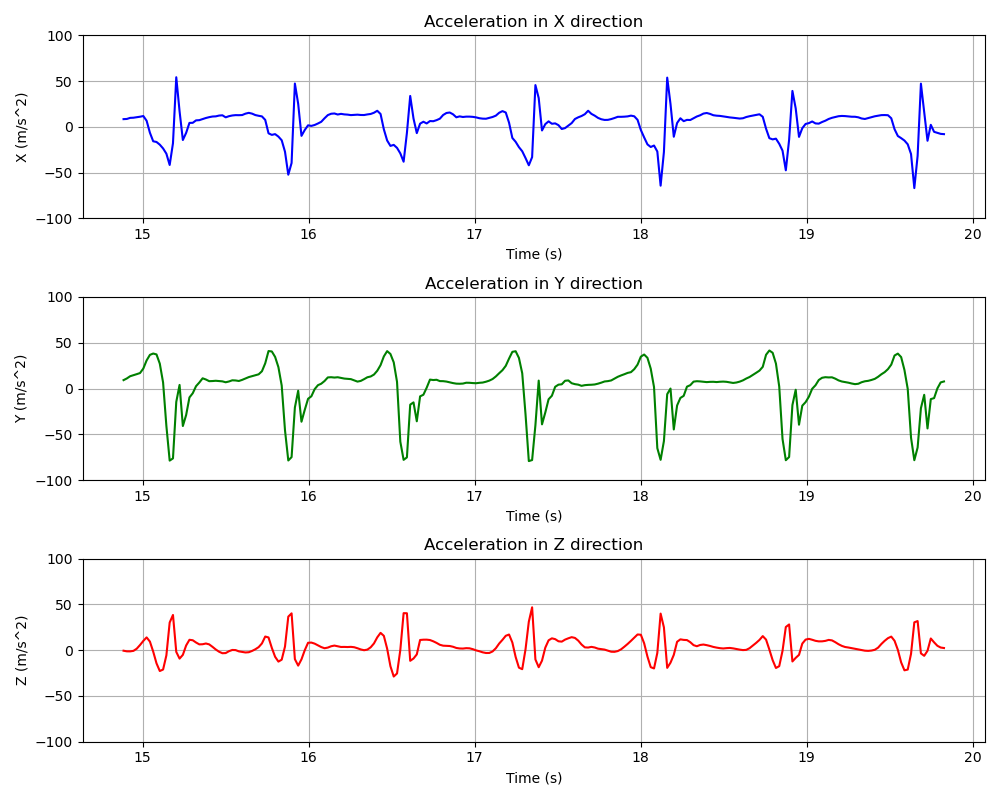 Acceleration in X direction
100
50
0
−50
−100
X (m/s^2)
15 16 17 18 19 20
Time (s)
Acceleration in Y direction
100
50
0
−50
−100
Y (m/s^2)
15 16 17 18 19 20
Time (s)
Acceleration in Z direction
100
50
0
−50
−100
Z (m/s^2)
15 16 17 18 19 20
Time (s)